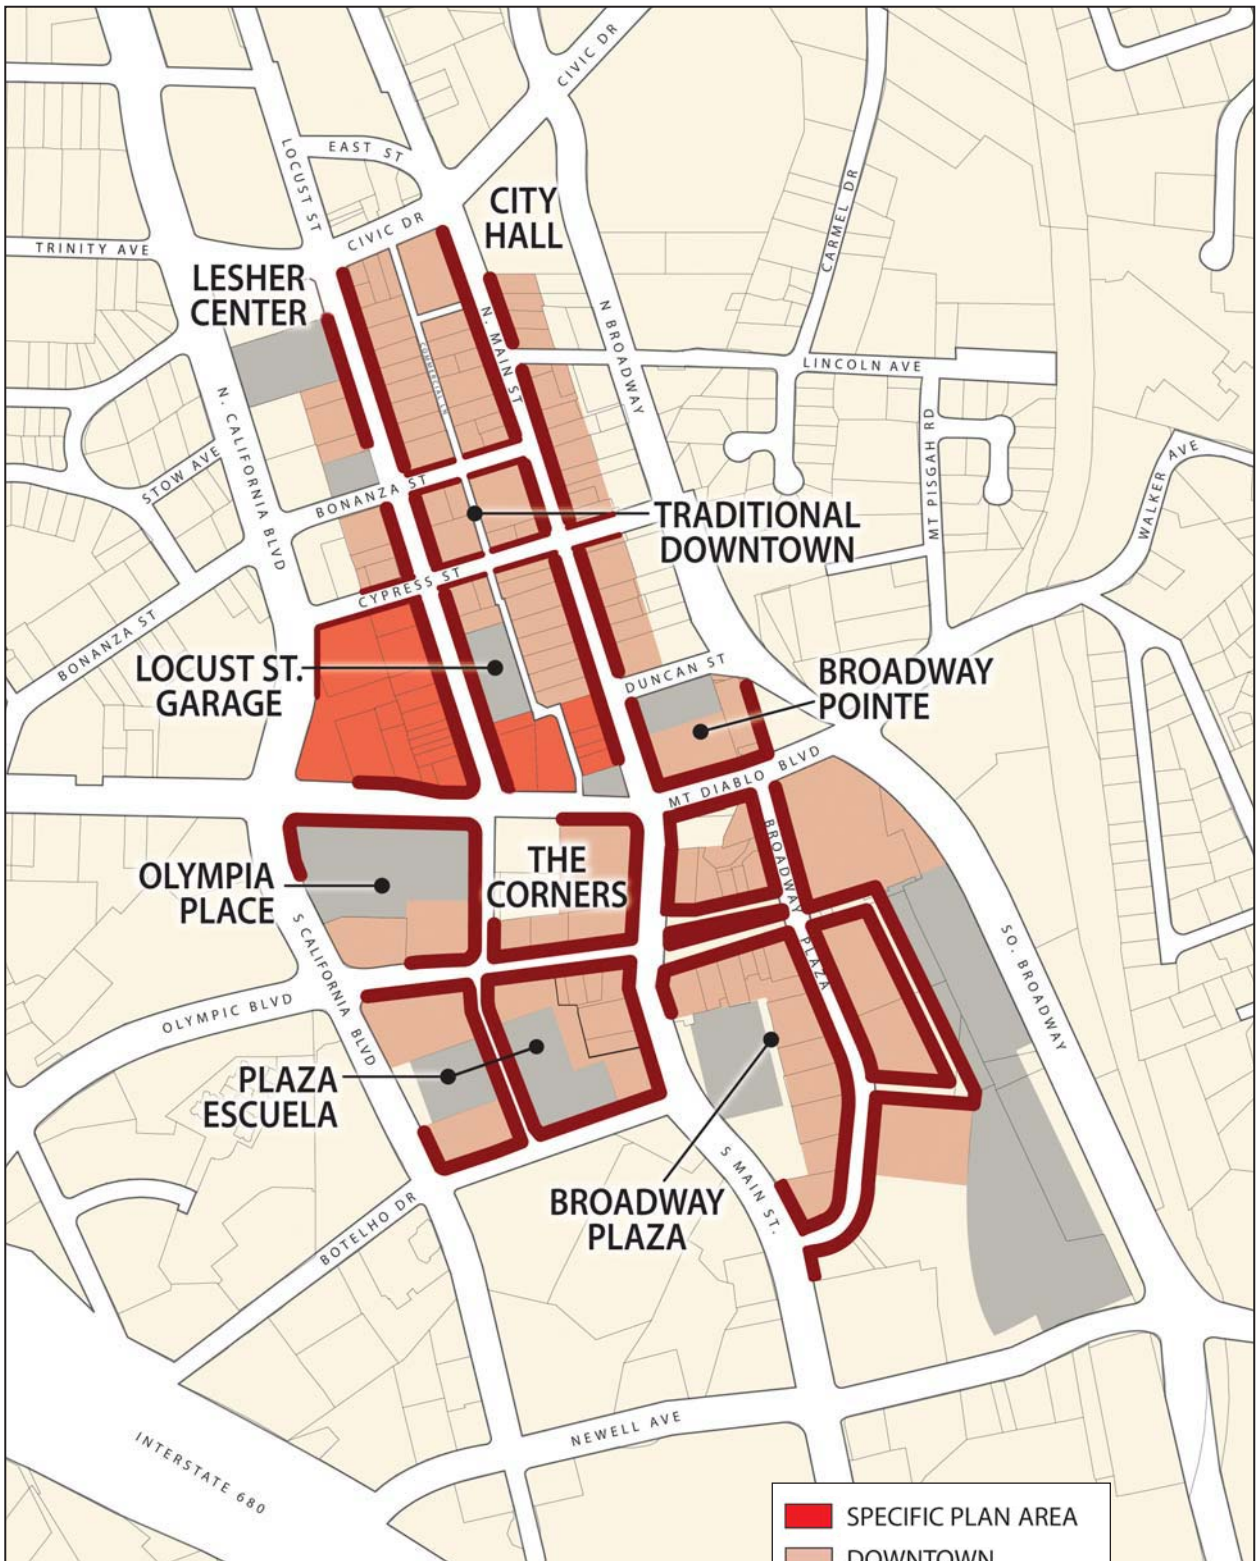 CIVIC DR
LOCUST ST
EAST ST
CARMEL DR
CITY
HALL
CIVIC DR
TRINITY AVE
LESHER
CENTER
N. MAIN ST
N BROADWAY
COMMERCIAL LN
LINCOLN AVE
N. CALIFORNIA BLVD
MT PISGAH RD
WALKER AVE
STOW AVE
BONANZA ST
TRADITIONAL
DOWNTOWN
CYPRESS ST
BONANZA ST
LOCUST ST.
GARAGE
DUNCAN ST
BROADWAY
POINTE
MT DIABLO BLVD
BROADWAY PLAZA
THE
CORNERS
OLYMPIA
PLACE
S CALIFORNIA BLVD
SO. BROADWAY
OLYMPIC BLVD
PLAZA
ESCUELA
S MAIN ST.
BROADWAY
PLAZA
BOTELHO DR
NEWELL AVE
INTERSTATE 680
SPECIFIC PLAN AREA
DOWNTOWN